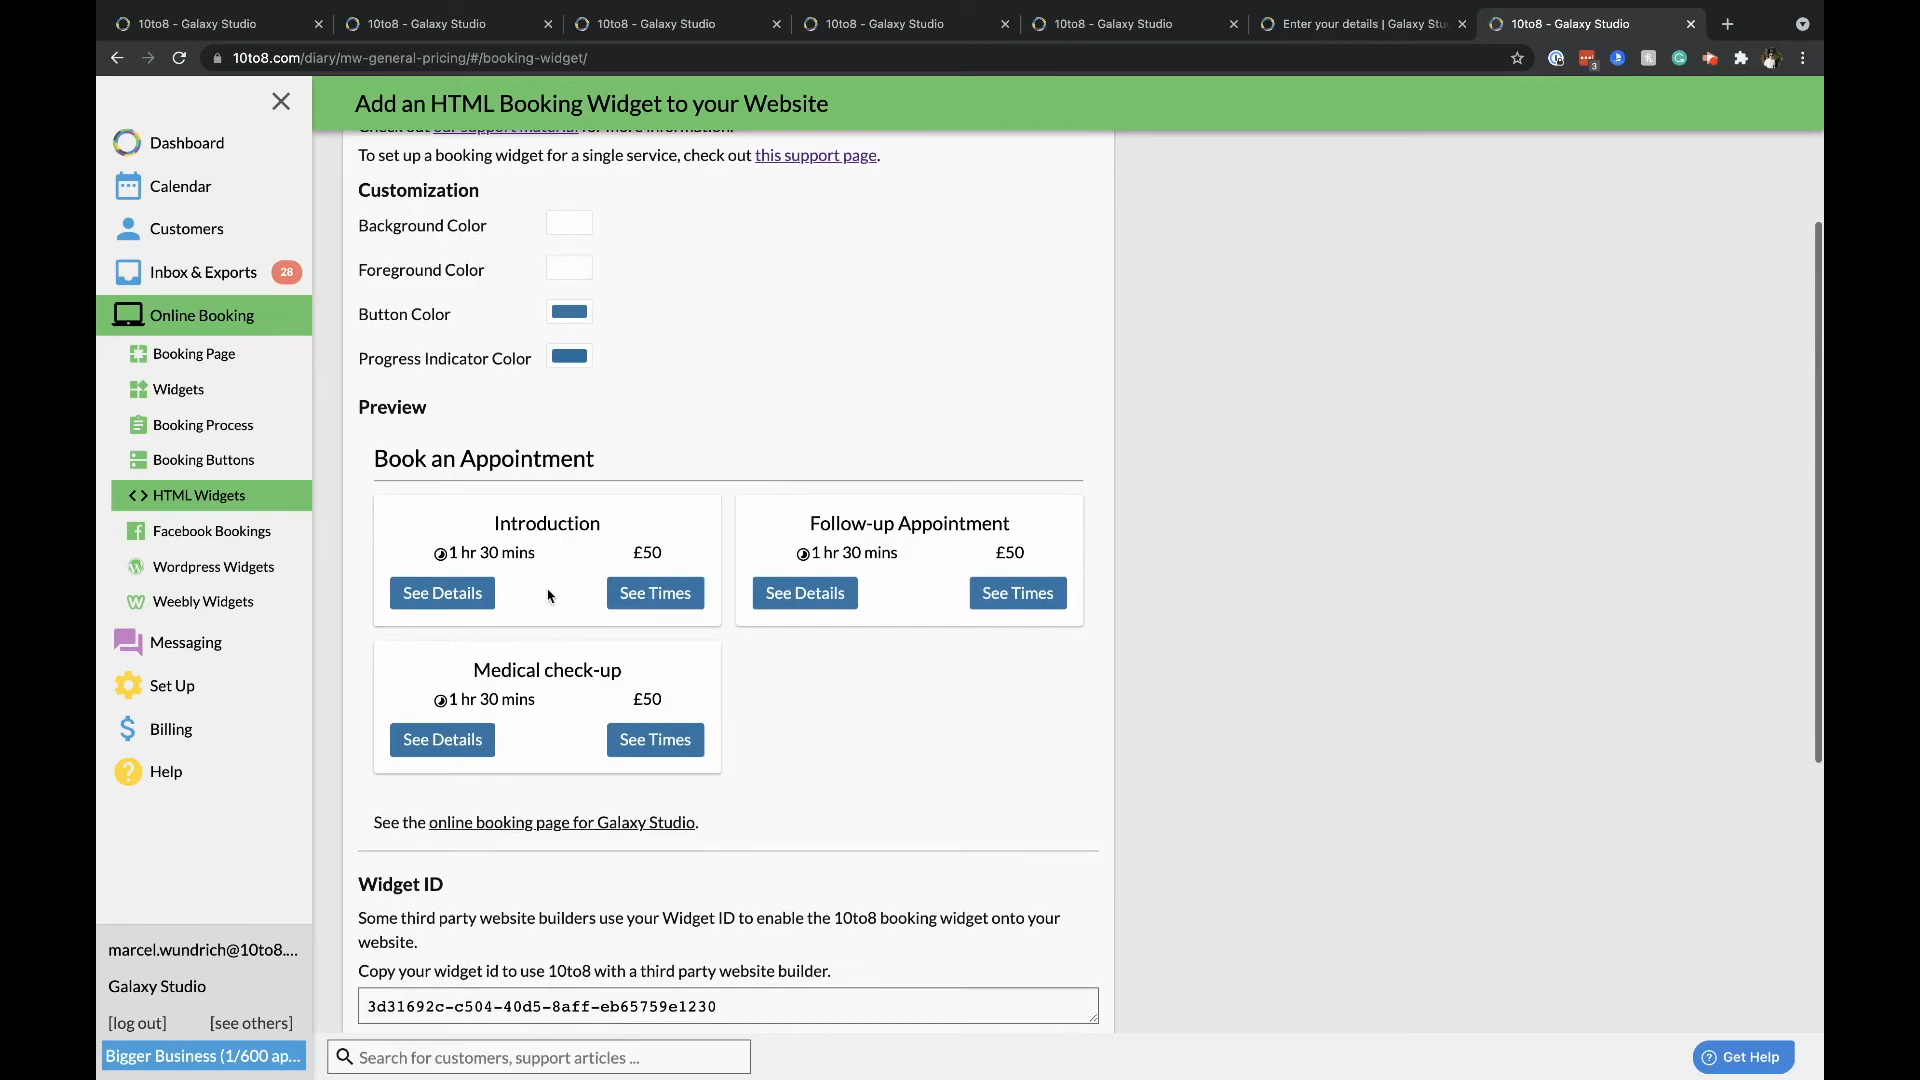 10to8 - Galaxy Studio
10to8 - Galaxy Studio
10to8 - Galaxy Studio
10to8 - Galaxy Studio
10to8 - Galaxy Studio
Enter your details | Galaxy Stu
10to8 - Galaxy Studio
10to8.com/diary/mw-general-pricing/#/booking-widget/
3
Dashboard
Calendar
Customers
Inbox & Exports 28
Online Booking
Booking Page
Widgets
Booking Process
Booking Buttons
HTML Widgets
Facebook Bookings
Wordpress Widgets
Weebly Widgets
Messaging
Set Up
Billing
Help
marcel.wundrich@10to8....
Galaxy Studio
[log out] [see others]
Bigger Business (1/600 ap...
Add an HTML Booking Widget to your Website
Check out our support material for more information.
To set up a booking widget for a single service, check out this support page.
Customization
Background Color
Foreground Color
Button Color
Progress Indicator Color
Preview
Book an Appointment
Introduction
1 hr 30 mins £50
See Details See Times
Follow-up Appointment
1 hr 30 mins £50
See Details See Times
Medical check-up
1 hr 30 mins £50
See Details See Times
See the online booking page for Galaxy Studio.
Widget ID
Some third party website builders use your Widget ID to enable the 10to8 booking widget onto your
website.
Copy your widget id to use 10to8 with a third party website builder.
3d31692c-c504-40d5-8aff-eb65759e1230
Search for customers, support articles ...
Get Help